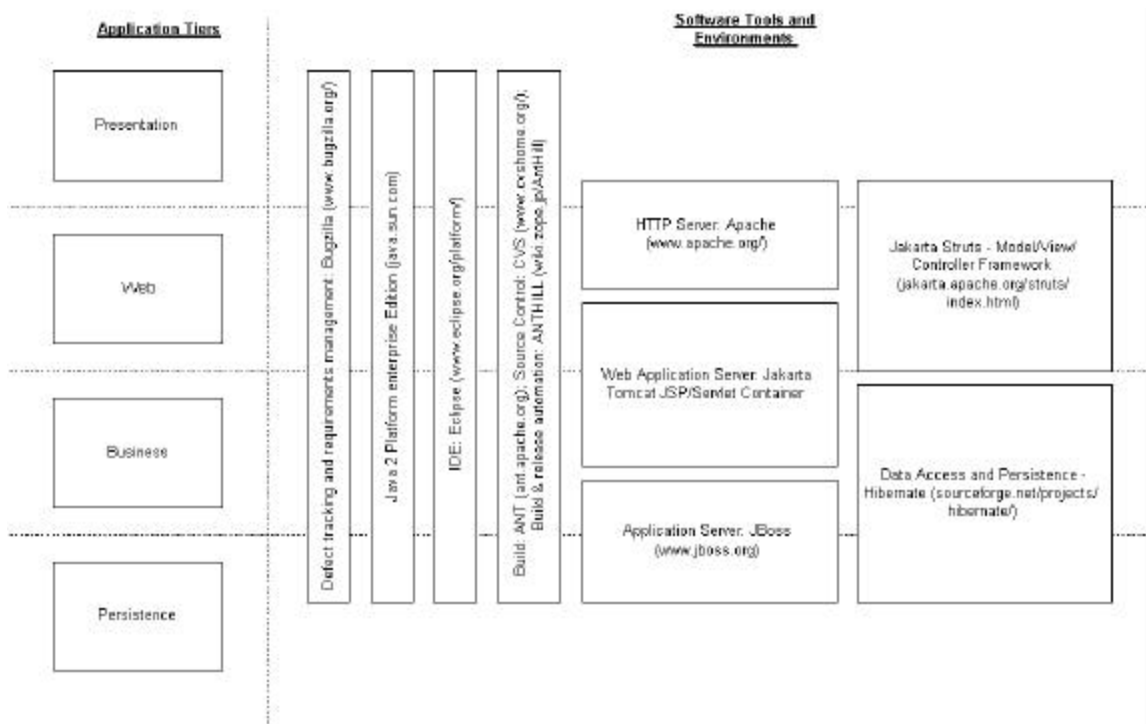 Application Tiers
Software Tools and
Environments
Presentation
Web
Business
Persistence
Defect tracking and requirements management: Bugzilla (www.bugzilla.org/)
Java 2 Platform enterprise Edition (java.sun.com)
IDE: Eclipse (www.eclipse.org/platform/)
Build: ANT (ant.apache.org); Source Control: CVS (www.cvshome.org/);
Build & release automation: ANTHILL (wiki.zope.jp/AntHill)
HTTP Server: Apache
(www.apache.org/)
Web Application Server: Jakarta
Tomcat JSP/Servlet Container
Application Server: JBoss
(www.jboss.org)
Jakarta Struts - Model/View/
Controller Framework
(jakarta.apache.org/struts/
index.html)
Data Access and Persistence -
Hibernate (sourceforge.net/projects/
hibernate/)